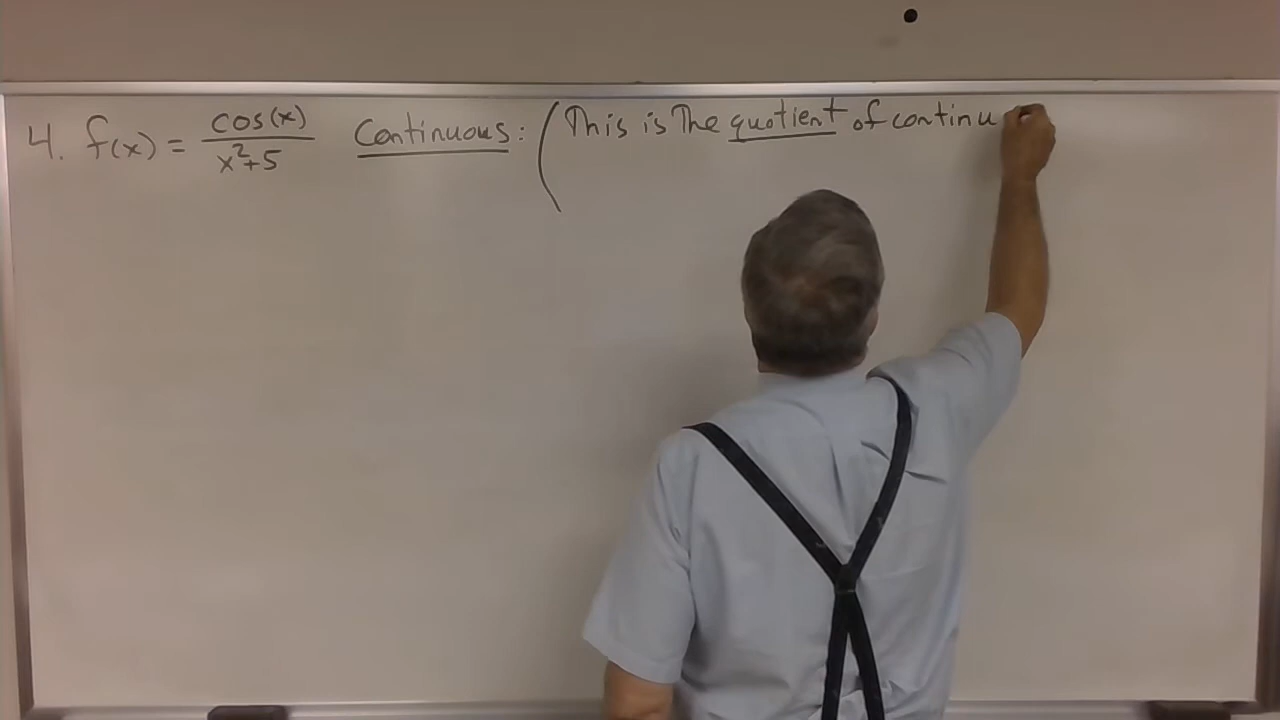 4. f(x) = cos(x) / x²+5 Continuous: (This is The quotient of continu